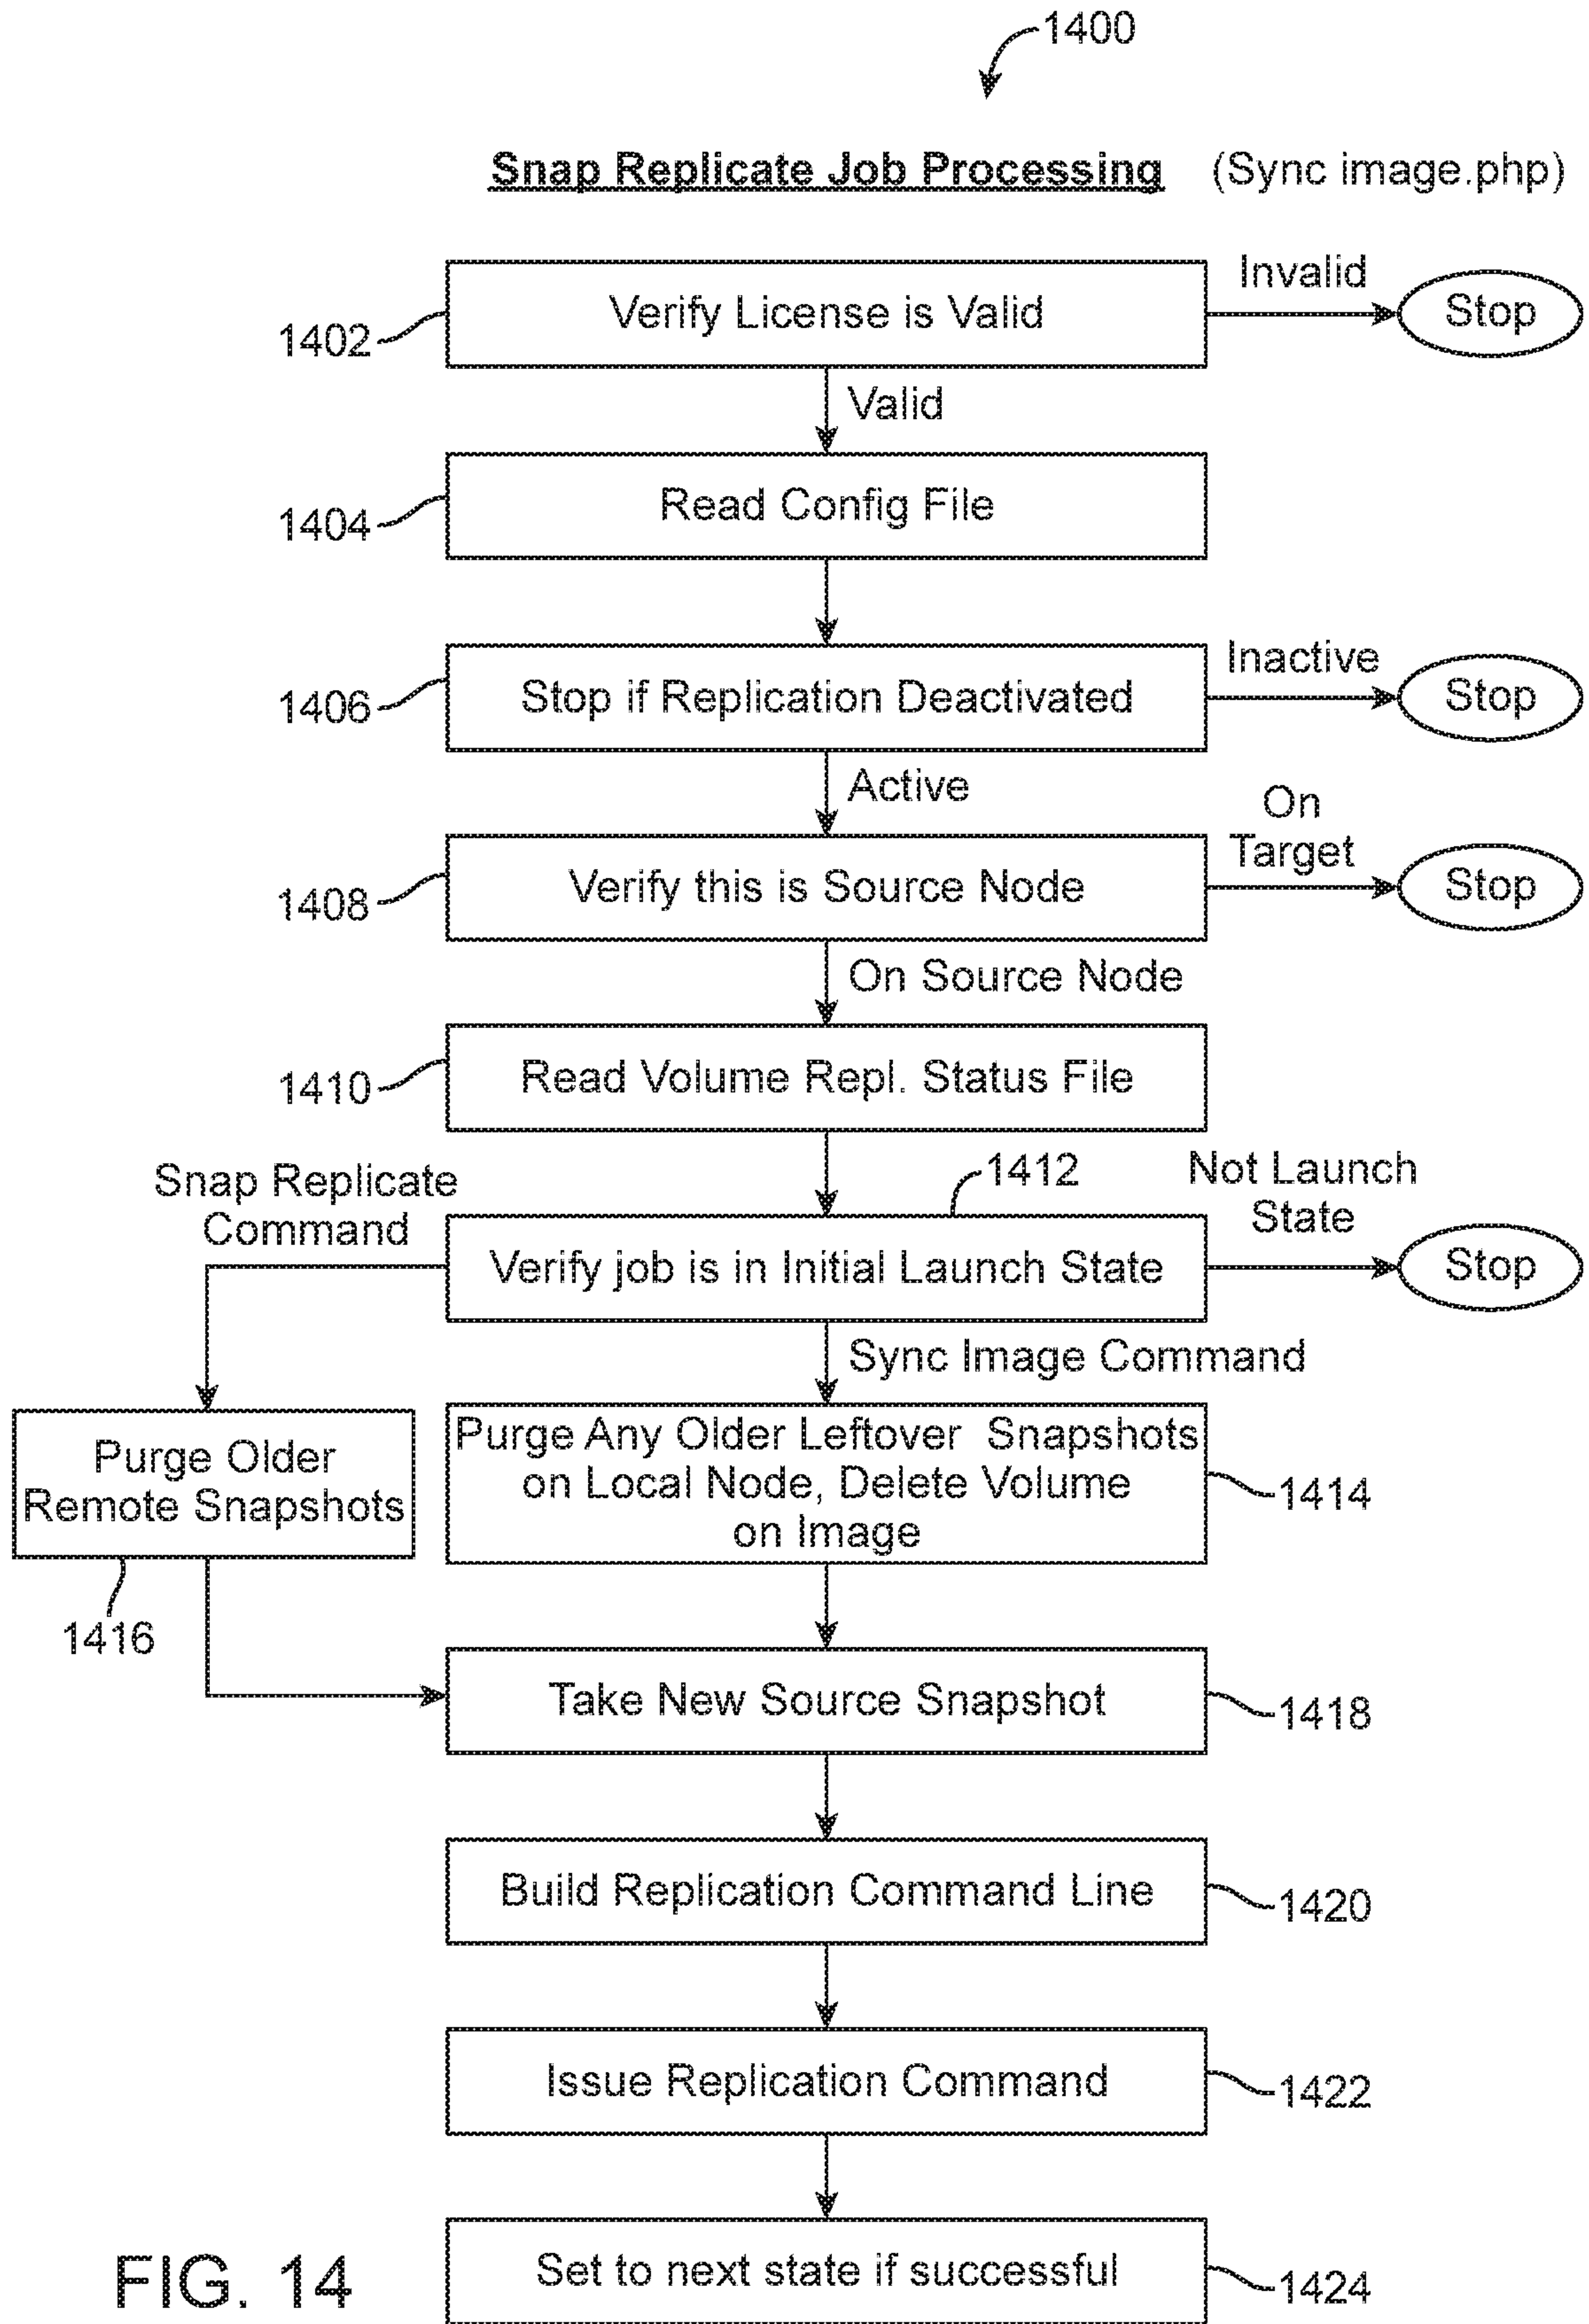 1400
Snap Replicate Job Processing (Sync image.php)
Verify License is Valid
Invalid
Stop
1402
Valid
Read Config File
1404
Stop if Replication Deactivated
Inactive
Stop
1406
Active
On
Target
Verify this is Source Node
Stop
1408
On Source Node
Read Volume Repl. Status File
1410
Snap Replicate
Command
1412
Not Launch
State
Verify job is in Initial Launch State
Stop
Sync Image Command
Purge Older
Remote Snapshots
1416
Purge Any Older Leftover Snapshots
on Local Node, Delete Volume
on Image
1414
Take New Source Snapshot
1418
Build Replication Command Line
1420
Issue Replication Command
1422
Set to next state if successful
1424
FIG. 14